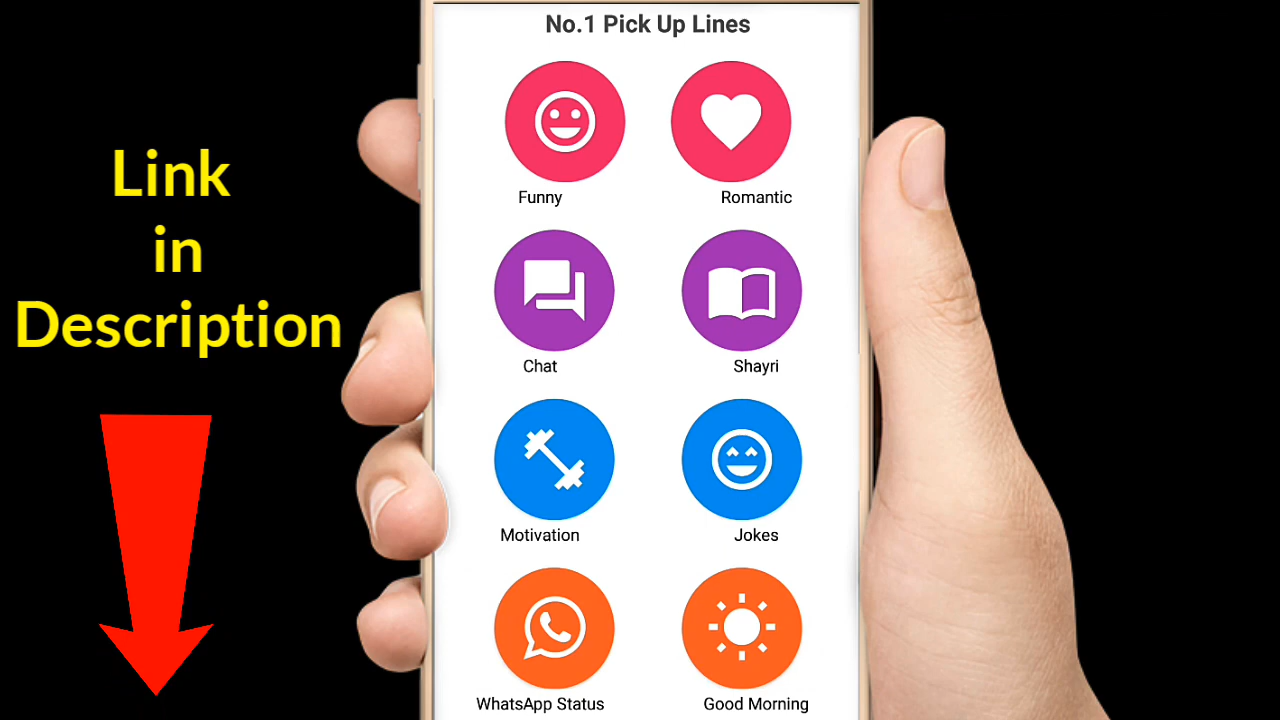 No.1 Pick Up Lines
Link
in
Description
Funny
Romantic
Chat
Shayri
Motivation
Jokes
WhatsApp Status
Good Morning